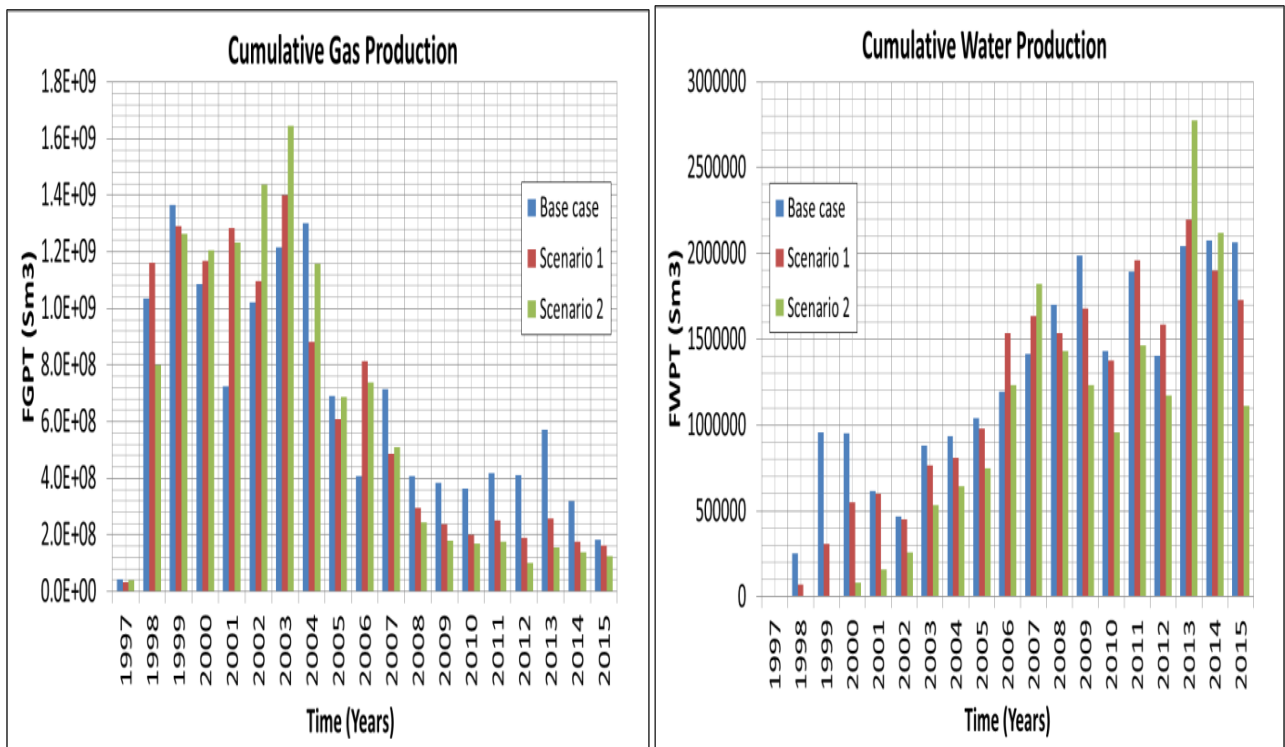 Cumulative Gas Production
FGPT (Sm3)
1.8E+09
1.6E+09
1.4E+09
1.2E+09
1.0E+09
8.0E+08
6.0E+08
4.0E+08
2.0E+08
0.0E+00
Base case
Scenario 1
Scenario 2
1997
1998
1999
2000
2001
2002
2003
2004
2005
2006
2007
2008
2009
2010
2011
2012
2013
2014
2015
Time (Years)
Cumulative Water Production
FWPT (Sm3)
3000000
2500000
2000000
1500000
1000000
500000
0
Base case
Scenario 1
Scenario 2
1997
1998
1999
2000
2001
2002
2003
2004
2005
2006
2007
2008
2009
2010
2011
2012
2013
2014
2015
Time (Years)